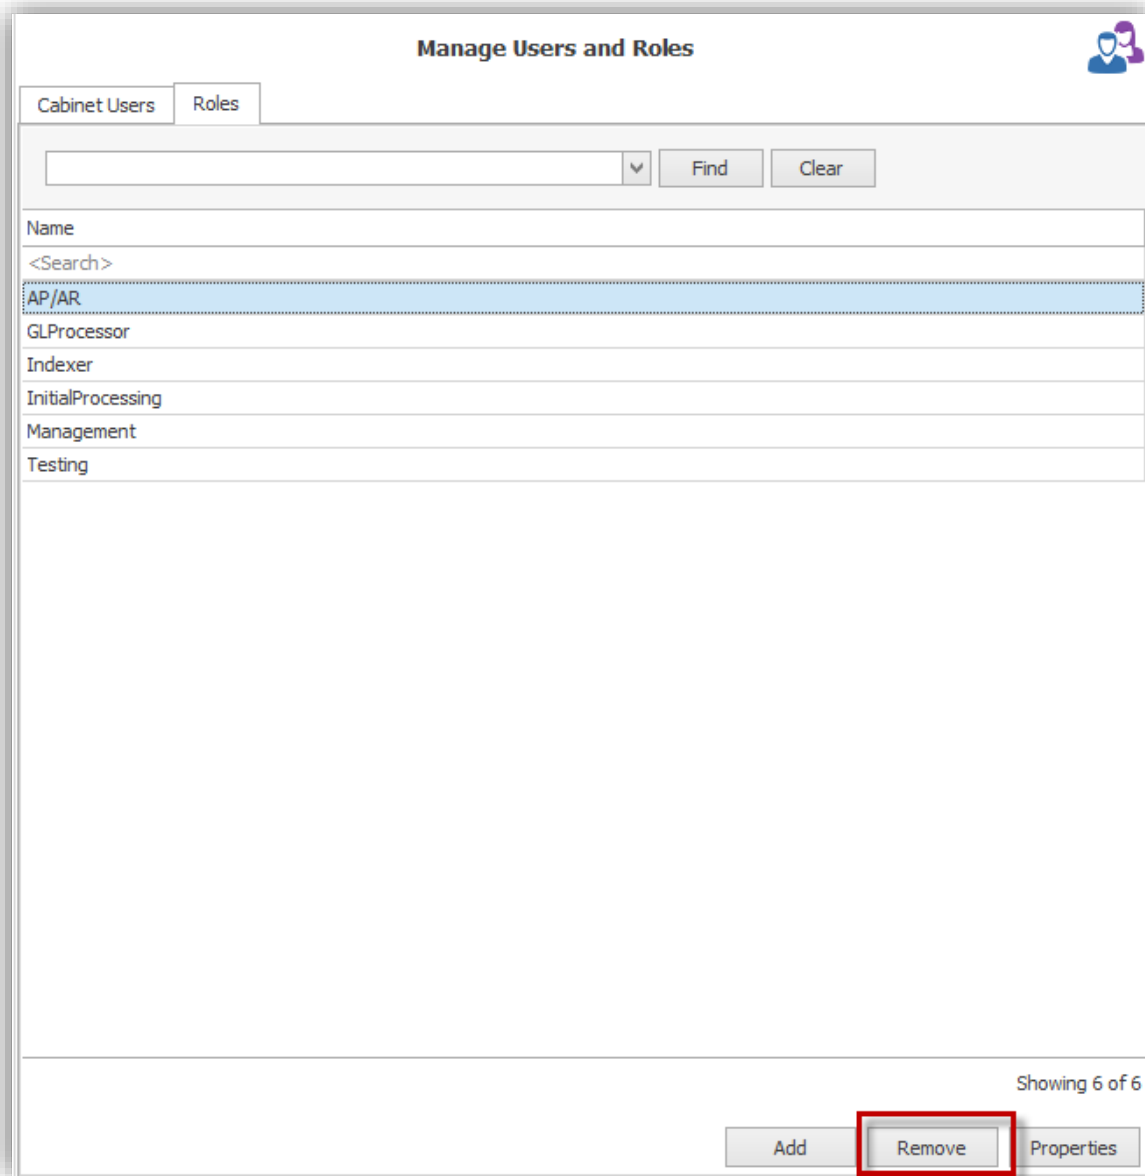 Manage Users and Roles
Cabinet Users Roles
Find Clear
Name
<Search>
AP/AR
GLProcessor
Indexer
InitialProcessing
Management
Testing
Showing 6 of 6
Add Remove Properties